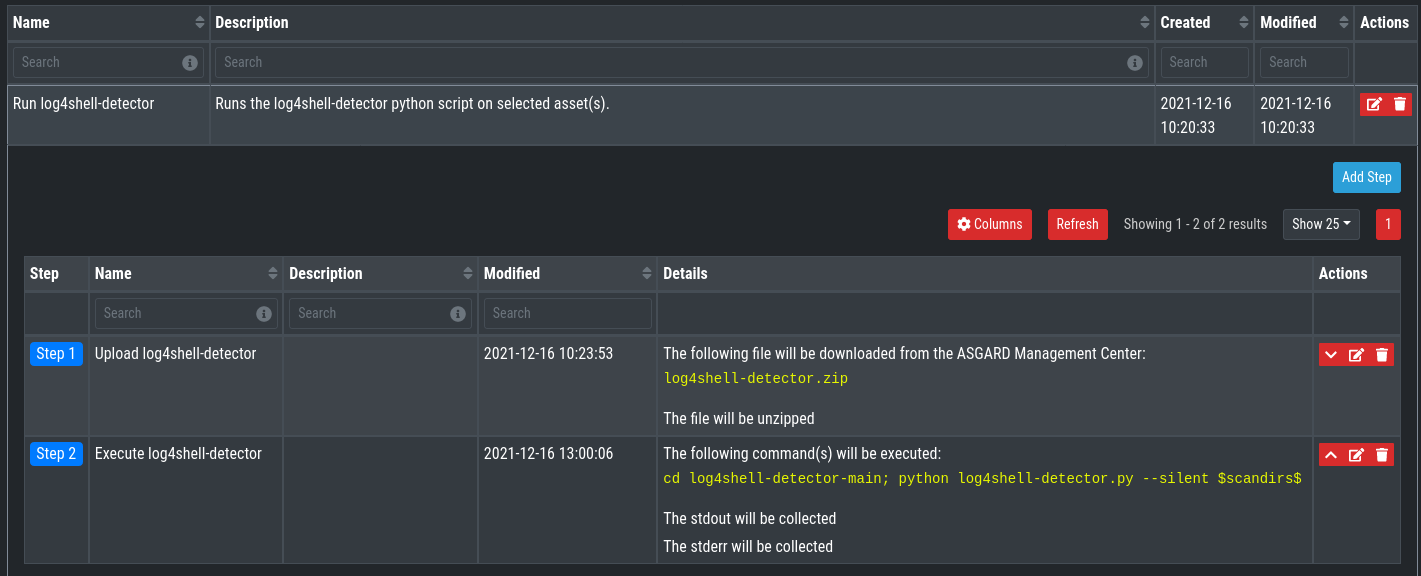 Name Description Created Modified Actions
Search Search Search Search
Run log4shell-detector Runs the log4shell-detector python script on selected asset(s). 2021-12-16 2021-12-16
10:20:33 10:20:33
Add Step
Columns Refresh Showing 1 - 2 of 2 results Show 25 1
Step Name Description Modified Details Actions
Search Search Search
Step 1 Upload log4shell-detector 2021-12-16 10:23:53 The following file will be downloaded from the ASGARD Management Center:
log4shell-detector.zip
The file will be unzipped
Step 2 Execute log4shell-detector 2021-12-16 13:00:06 The following command(s) will be executed:
cd log4shell-detector-main; python log4shell-detector.py --silent $scandirs$
The stdout will be collected
The stderr will be collected